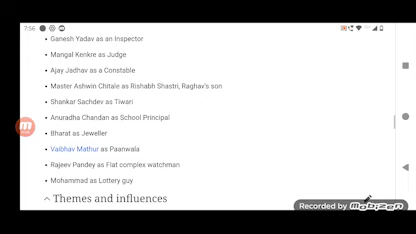 7:56
Ganesh Yadav as an Inspector
Mangal Kenkre as Judge
Ajay Jadhav as a Constable
Master Ashwin Chitale as Rishabh Shastri, Raghav's son
Shankar Sachdev as Tiwari
Anuradha Chandan as School Principal
Bharat as Jeweller
Vaibhav Mathur as Paanwala
Rajeev Pandey as Flat complex watchman
Mohammad as Lottery guy
Themes and influences
Recorded by Mobizen